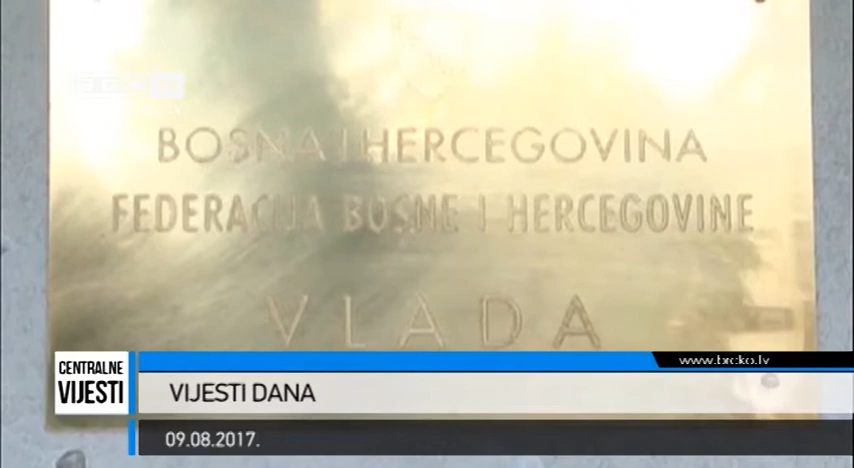 BOSNA I HERCEGOVINA
FEDERACIJA BOSNE I HERCEGOVINE
VLADA
www.brcko.tv
CENTRALNE
VIJESTI
VIJESTI DANA
09.08.2017.